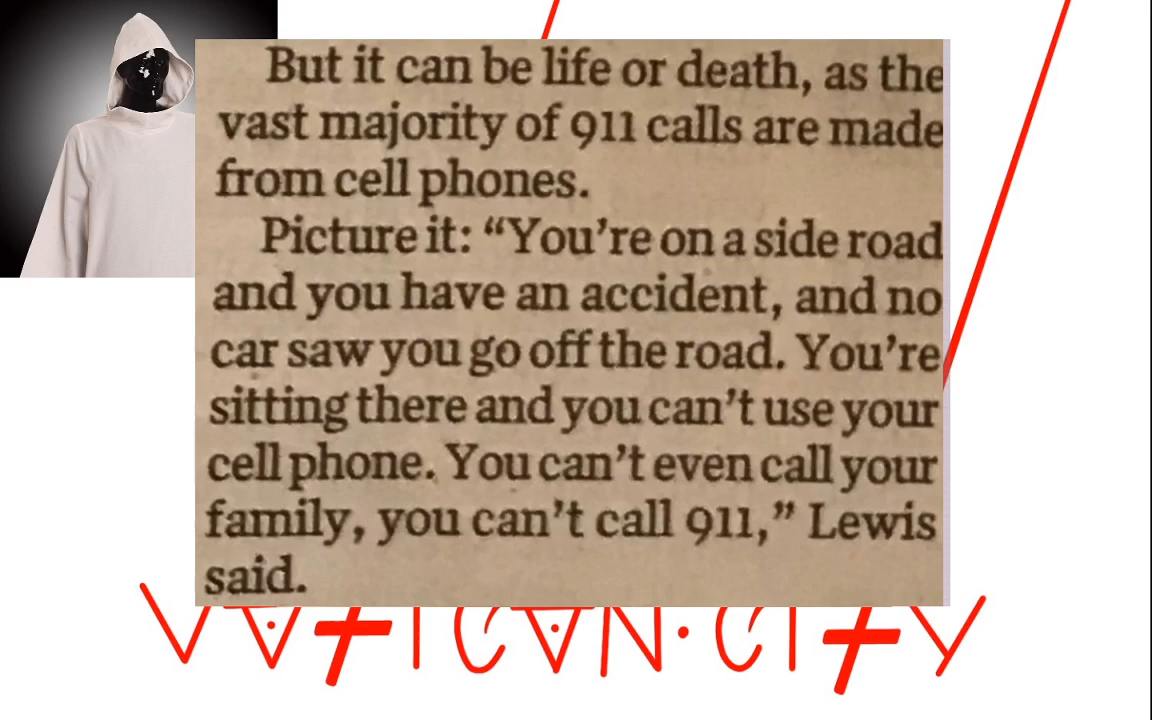 But it can be life or death, as the
vast majority of 911 calls are made
from cell phones.
Picture it: “You’re on a side road
and you have an accident, and no
car saw you go off the road. You’re
sitting there and you can’t use your
cell phone. You can’t even call your
family, you can’t call 911,” Lewis
said.
VATICAN·CITY